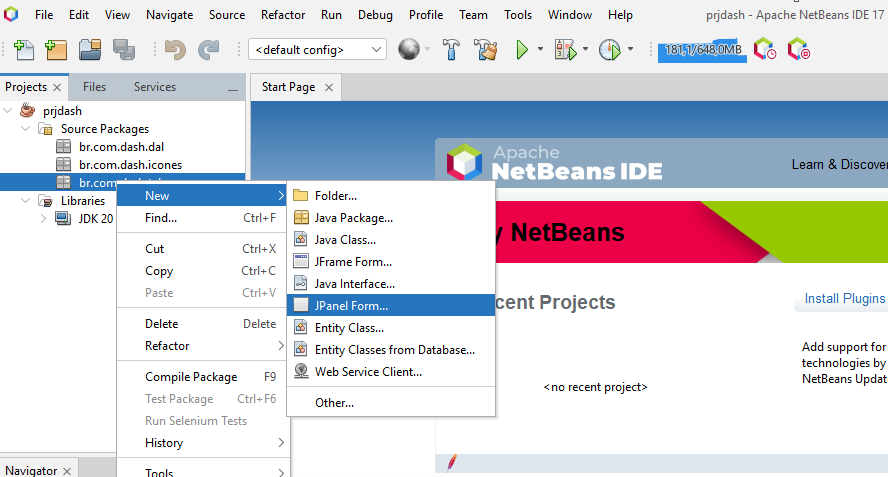 File Edit View Navigate Source Refactor Run Debug Profile Team Tools Window Help prjdash - Apache NetBeans IDE 17
<default config> 181,1/648,0MB
Projects Files Services Start Page
prjdash
Source Packages
br.com.dash.dal
br.com.dash.icones
Libraries
JDK 20
Apache
NetBeans IDE
Learn & Discover
NetBeans
Recent Projects
<no recent project>
Install Plugins
Add support for
technologies by
NetBeans Updat
New
Find... Ctrl+F
Cut Ctrl+X
Copy Ctrl+C
Paste Ctrl+V
Delete Delete
Refactor
Compile Package F9
Test Package Ctrl+F6
Run Selenium Tests
History
Tools
Folder...
Java Package...
Java Class...
JFrame Form...
Java Interface...
JPanel Form...
Entity Class...
Entity Classes from Database...
Web Service Client...
Other...
Navigator